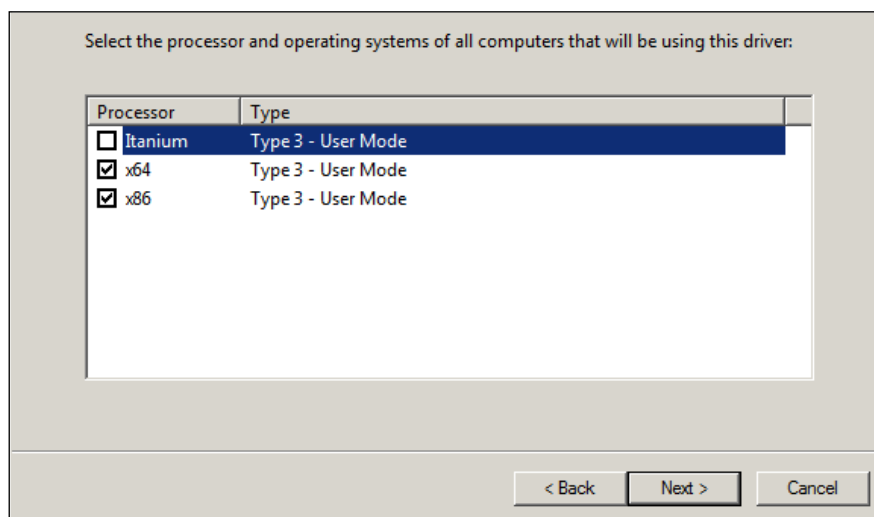 Select the processor and operating systems of all computers that will be using this driver:
Processor Type
Itanium Type 3 - User Mode
x64 Type 3 - User Mode
x86 Type 3 - User Mode
< Back Next > Cancel